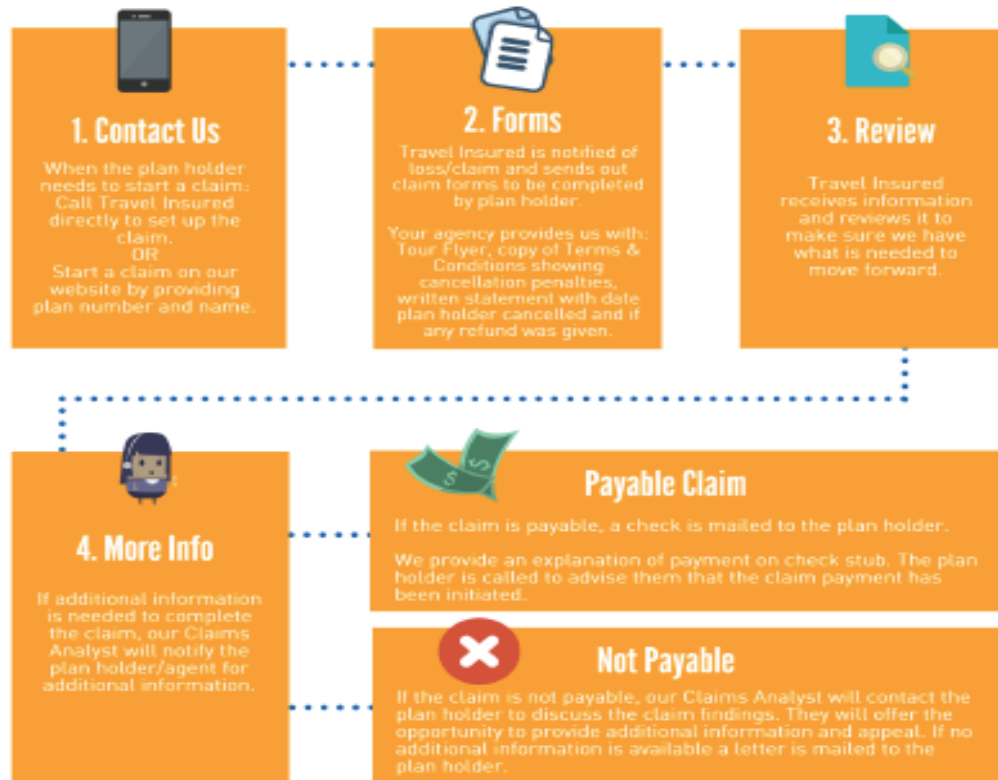 1. Contact Us
When the plan holder
needs to start a claim:
Call Travel Insured
directly to set up the
claim.
OR
Start a claim on our
website by providing
plan number and name.
2. Forms
Travel Insured is notified of
loss/claim and sends out
claim forms to be completed
by plan holder.
Your agency provides us with:
Tour Flyer, copy of Terms &
Conditions showing
cancellation penalties,
written statement with date
plan holder cancelled and if
any refund was given.
3. Review
Travel Insured
receives information
and reviews it to
make sure we have
what is needed to
move forward.
4. More Info
If additional information
is needed to complete
the claim, our Claims
Analyst will notify the
plan holder/agent for
additional information.
$ $
Payable Claim
If the claim is payable, a check is mailed to the plan holder.
We provide an explanation of payment on check stub. The plan
holder is called to advise them that the claim payment has
been initiated.
Not Payable
If the claim is not payable, our Claims Analyst will contact the
plan holder to discuss the claim findings. They will offer the
opportunity to provide additional information and appeal. If no
additional information is available a letter is mailed to the
plan holder.